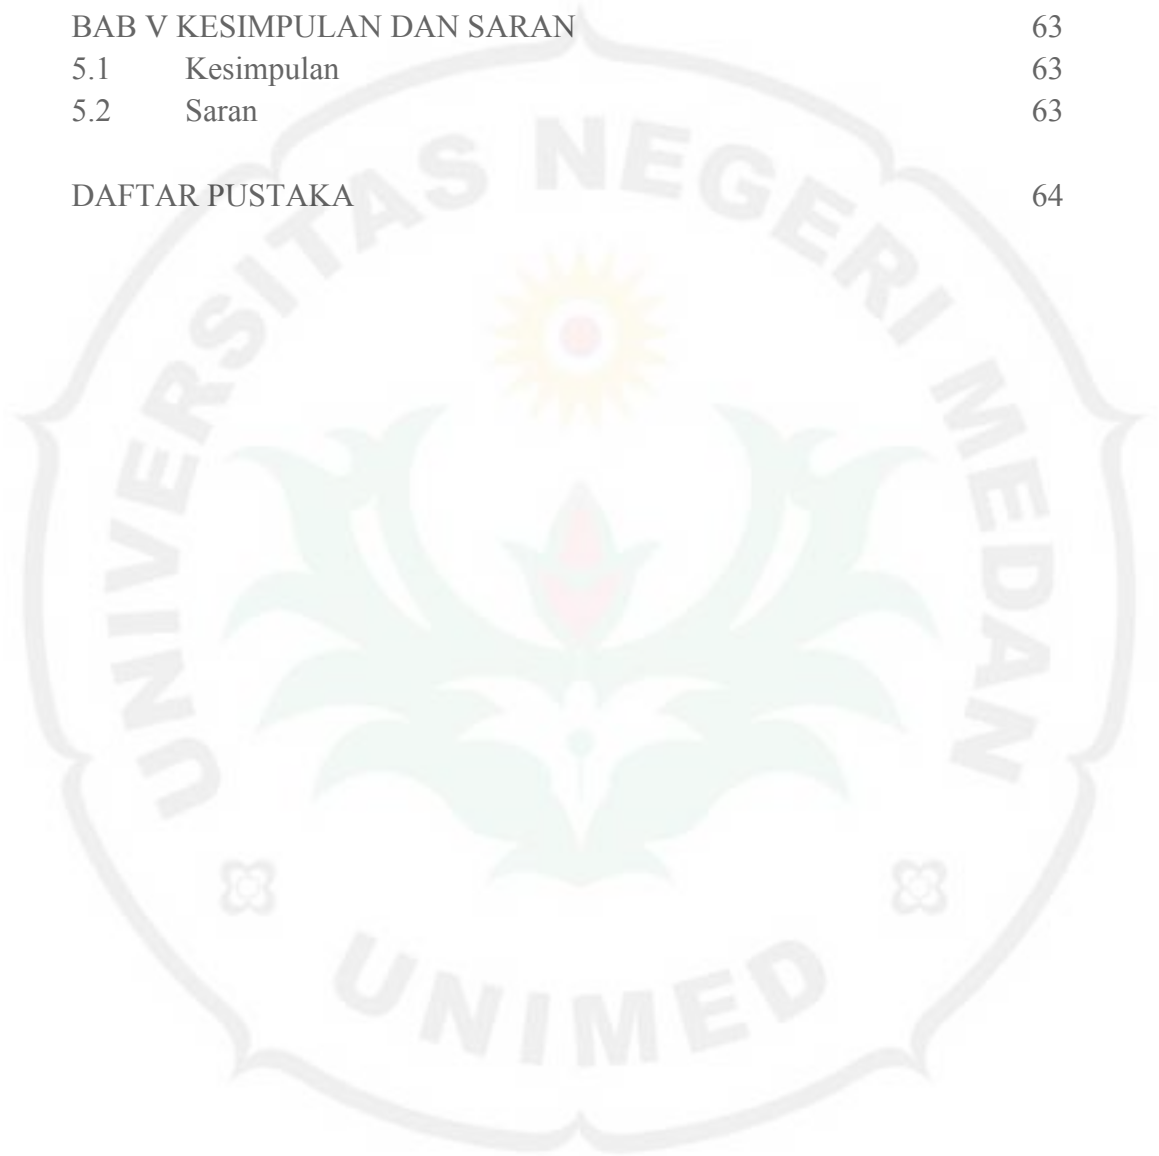 BAB V KESIMPULAN DAN SARAN 63
5.1 Kesimpulan 63
5.2 Saran 63
DAFTAR PUSTAKA 64
UNIVERSITAS NEGERI MEDAN
UNIMED